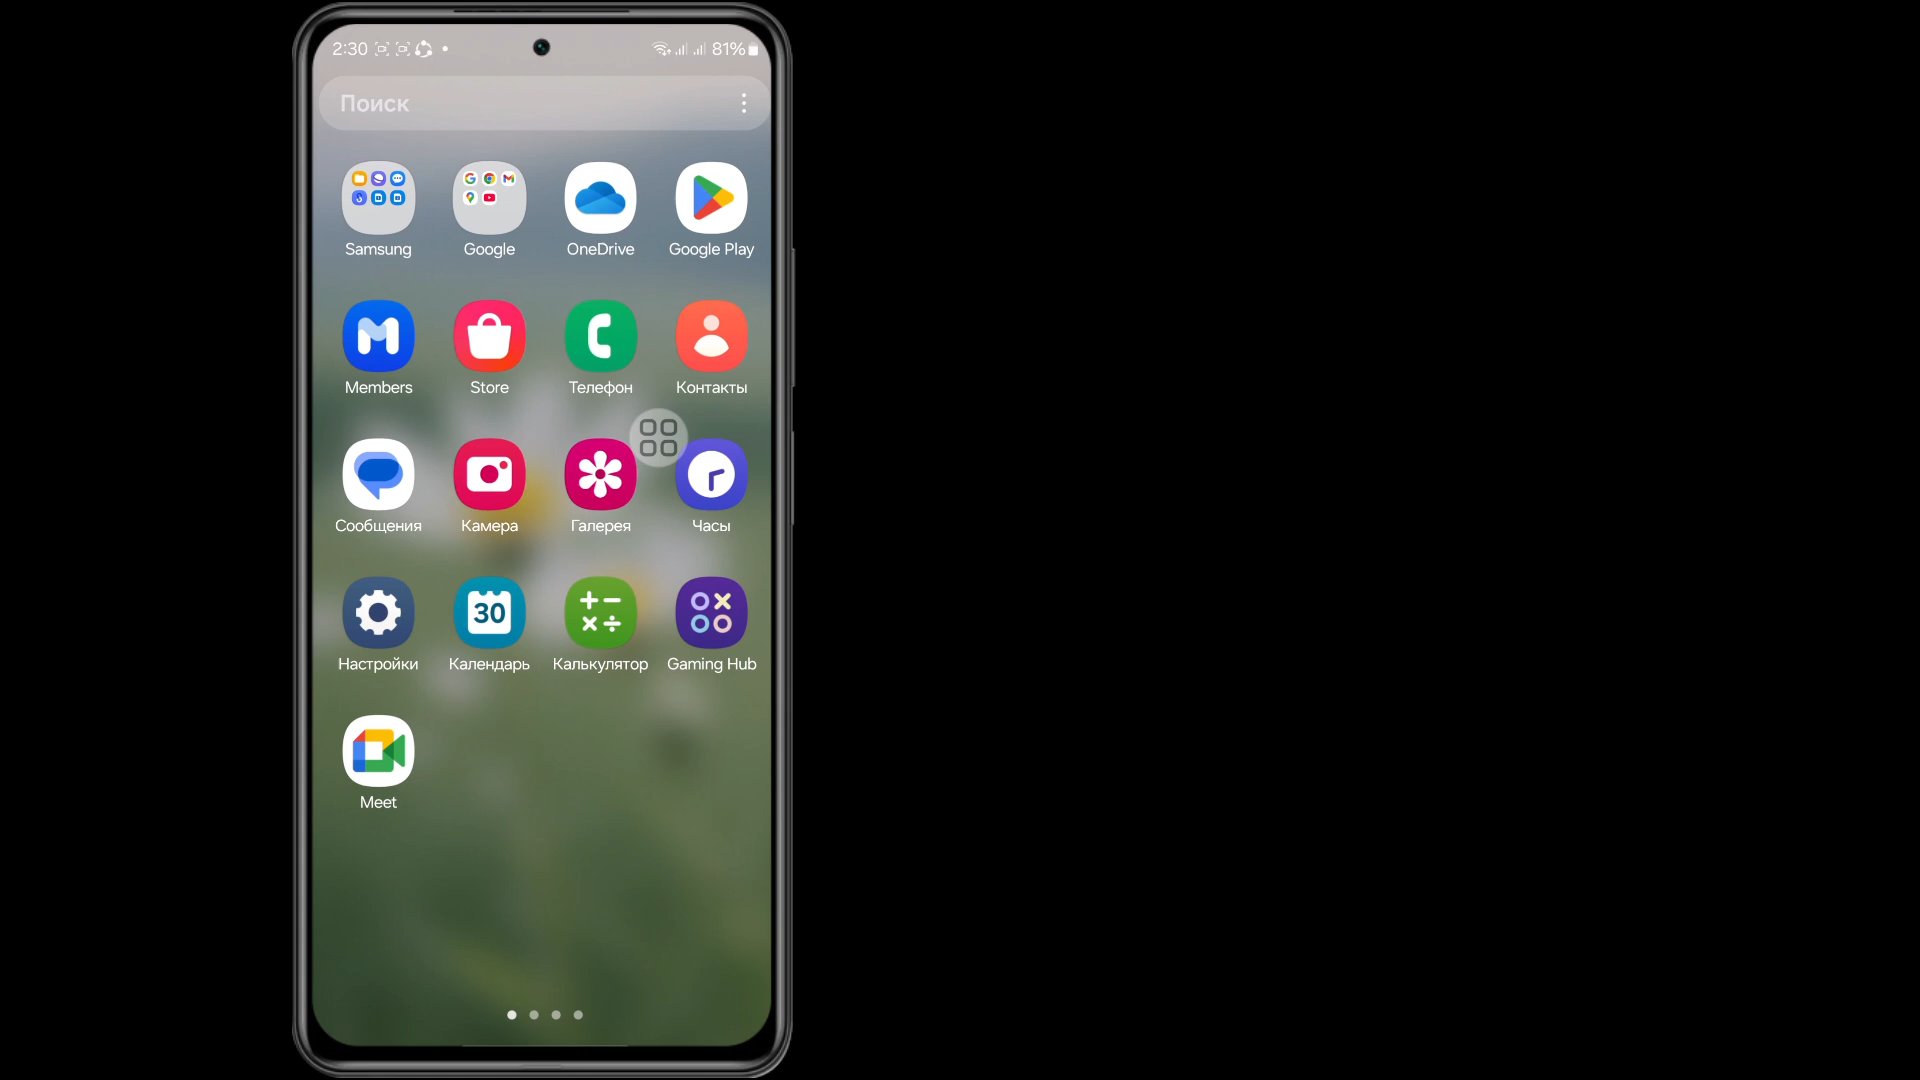 2:30
81%
Поиск
Samsung
Google
OneDrive
Google Play
Members
Store
Телефон
Контакты
Сообщения
Камера
Галерея
Часы
Настройки
30
Календарь
Калькулятор
Gaming Hub
Meet